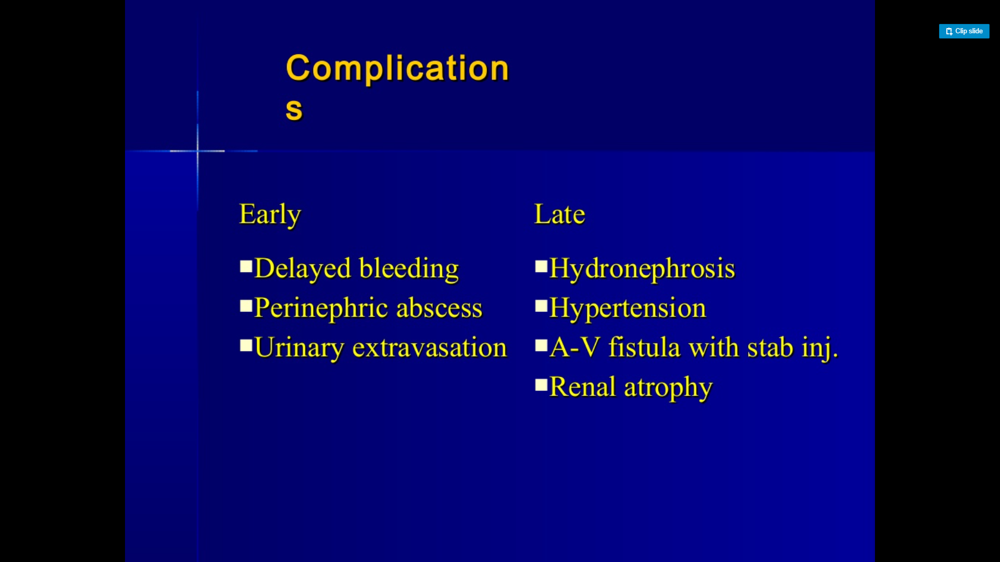 Clip slide
Complication
s
Early
■Delayed bleeding
■Perinephric abscess
■Urinary extravasation
Late
■Hydronephrosis
■Hypertension
■A-V fistula with stab inj.
■Renal atrophy